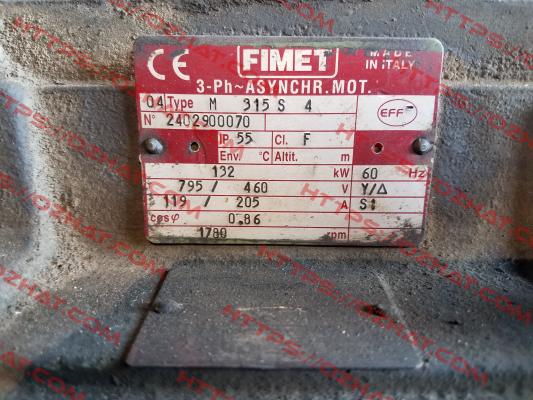 CE FIMET MADE IN ITALY
3-Ph~ASYNCHR.MOT.
04 Type M 315 S 4
N° 2402900070
EFF
IP 55 Cl. F
Env. °C Altit. m
132 kW 60 Hz
795/ 460 V Y/Δ
119 / 205 A S1
cosφ 0.86
1780 rpm
HTTPS://OZHAT.COM